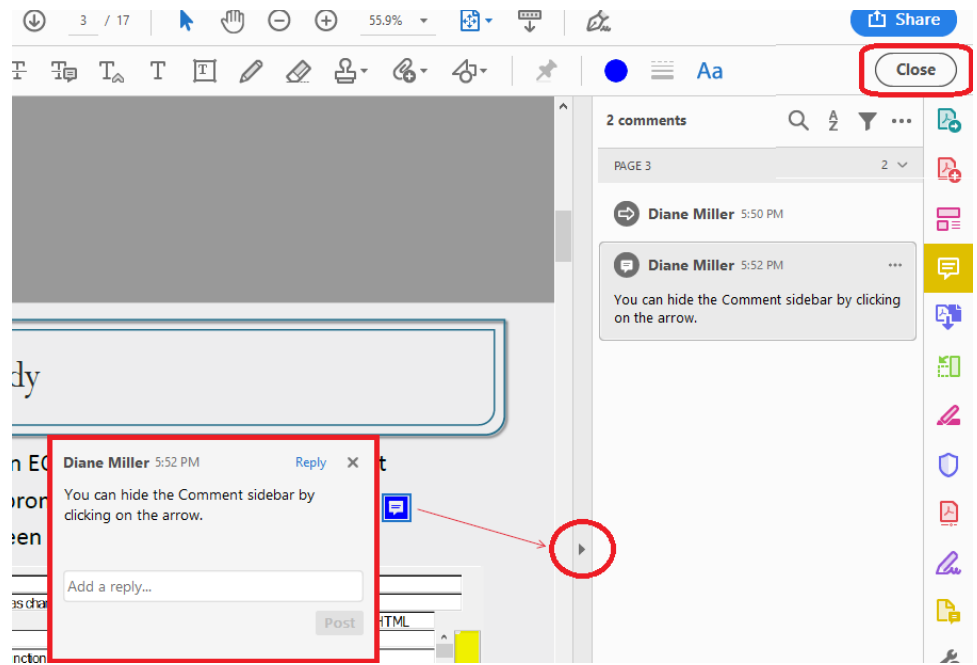 3 / 17
55.9%
Share
T
T
Aa
Close
2 comments
A
Z
PAGE 3
2
Diane Miller 5:50 PM
Diane Miller 5:52 PM
You can hide the Comment sidebar by clicking
on the arrow.
dy
Diane Miller 5:52 PM
Reply
You can hide the Comment sidebar by
clicking on the arrow.
een
Add a reply...
Post
HTML